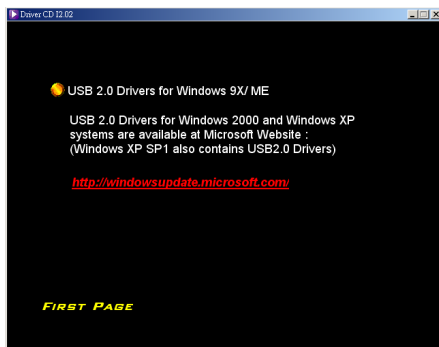 Driver CD I2.02
USB 2.0 Drivers for Windows 9X/ ME
USB 2.0 Drivers for Windows 2000 and Windows XP
systems are available at Microsoft Website :
(Windows XP SP1 also contains USB2.0 Drivers)
http://windowsupdate.microsoft.com/
FIRST PAGE